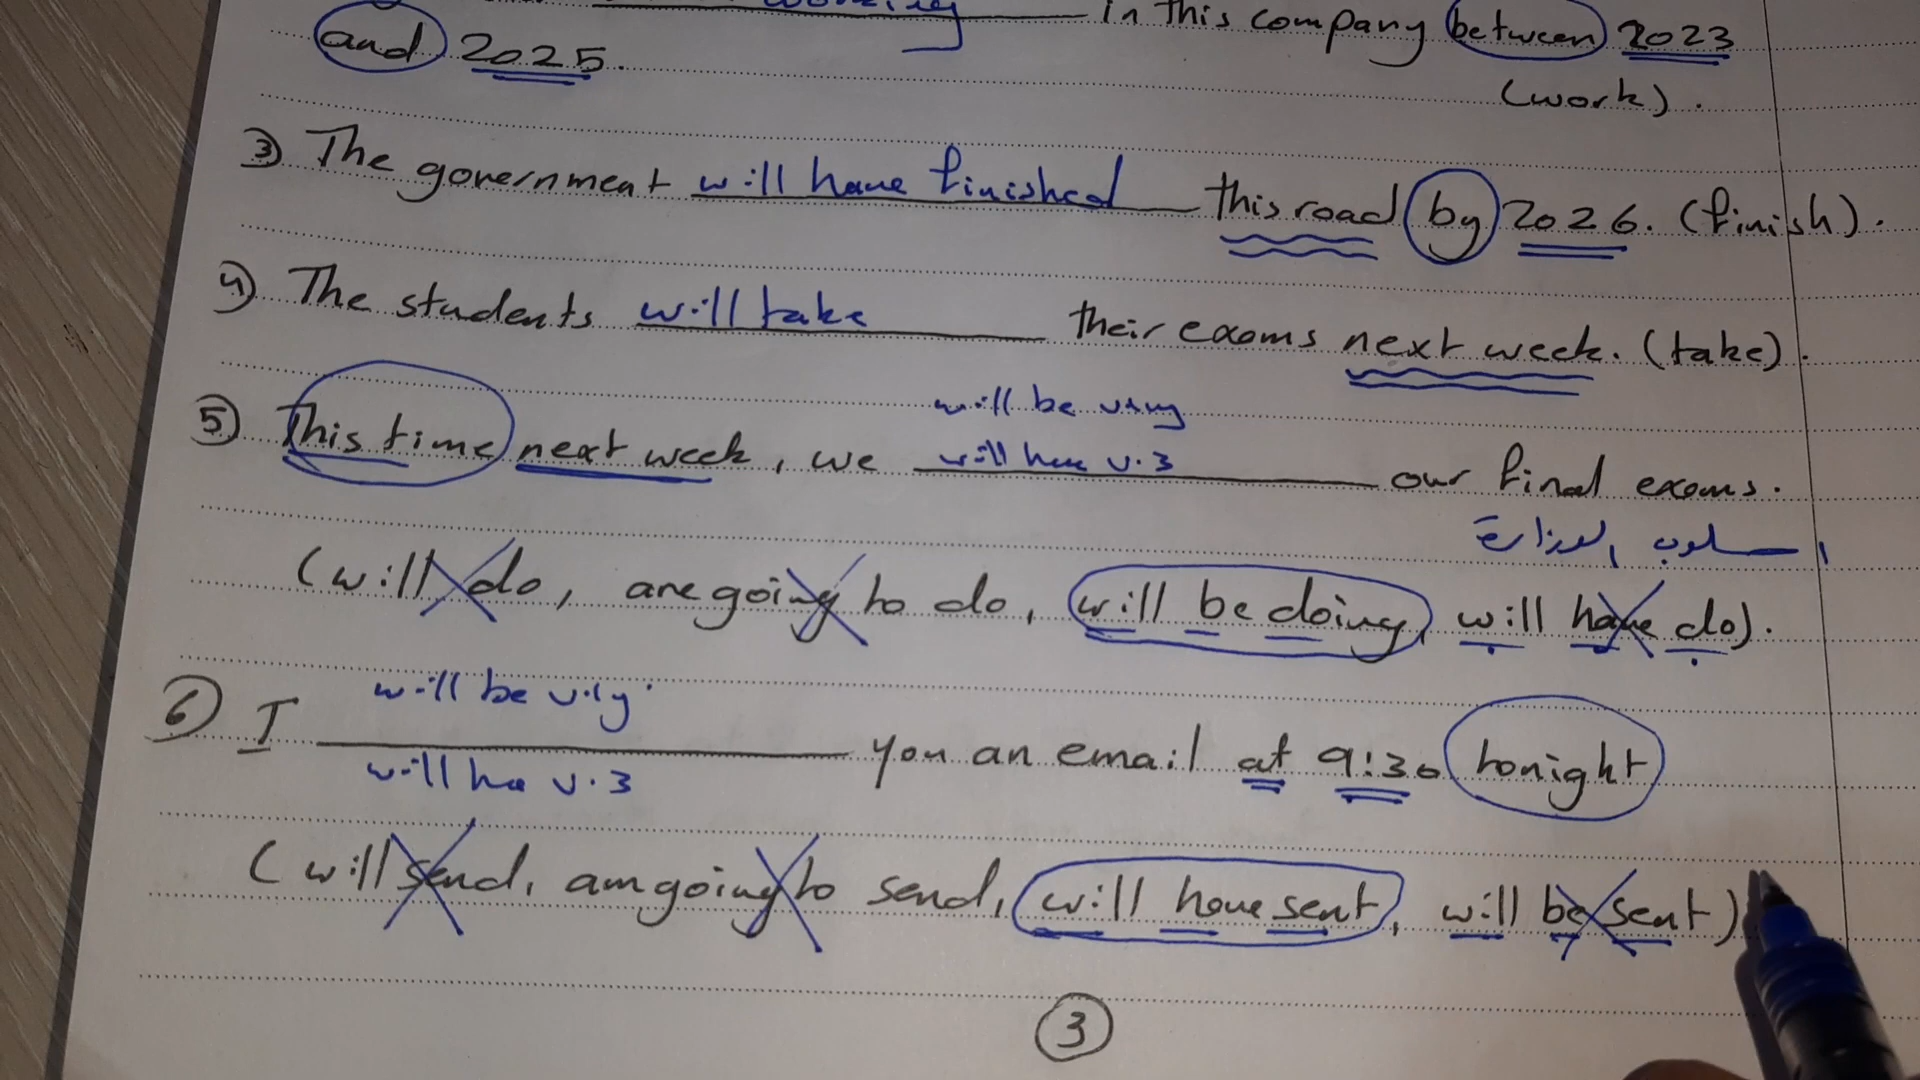 working in this company between 2023
and 2025.
(work).
3) The government will have finished this road by 2026. (finish).
4) The students will take their exams next week. (take).
will be v.ing
5) This time next week, we will have v.3 our final exams.
اسلوب الوزارة
(will do, are going to do, will be doing, will have do).
will be v.ing
6) I you an email at 9:30 tonight
will have v.3
(will send, am going to send, will have sent, will be sent)
3